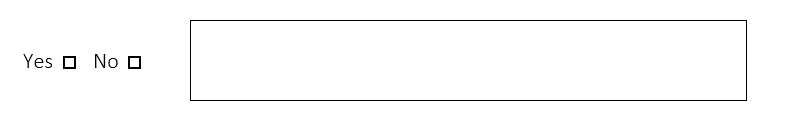 Yes ☐ No ☐